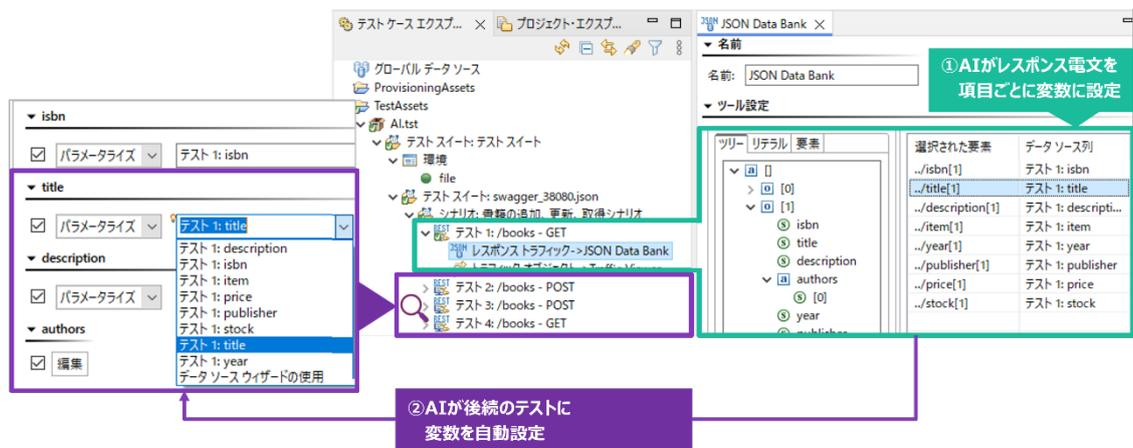 テスト ケース エクスプ...
プロジェクト・エクスプ...
グローバル データ ソース
ProvisioningAssets
TestAssets
AI.tst
テスト スイート: テスト スイート
環境
file
テスト スイート: swagger_38080.json
シナリオ: 書籍の追加、更新、取得シナリオ
テスト 1: /books - GET
レスポンス トラフィック->JSON Data Bank
トラフィック オブジェクト->Traffic Viewer
テスト 2: /books - POST
テスト 3: /books - POST
テスト 4: /books - GET
JSON Data Bank
名前
名前: JSON Data Bank
ツール設定
①AIがレスポンス電文を
項目ごとに変数に設定
ツリー リテラル 要素
[]
[0]
[1]
isbn
title
description
authors
[0]
year
publisher
選択された要素 データ ソース列
../isbn[1] テスト 1: isbn
../title[1] テスト 1: title
../description[1] テスト 1: descripti...
../item[1] テスト 1: item
../year[1] テスト 1: year
../publisher[1] テスト 1: publisher
../price[1] テスト 1: price
../stock[1] テスト 1: stock
isbn
パラメータライズ テスト 1: isbn
title
パラメータライズ テスト 1: title
テスト 1: description
テスト 1: isbn
テスト 1: item
テスト 1: price
テスト 1: publisher
テスト 1: stock
テスト 1: title
テスト 1: year
データ ソース ウィザードの使用
description
パラメータライズ
authors
編集
②AIが後続のテストに
変数を自動設定